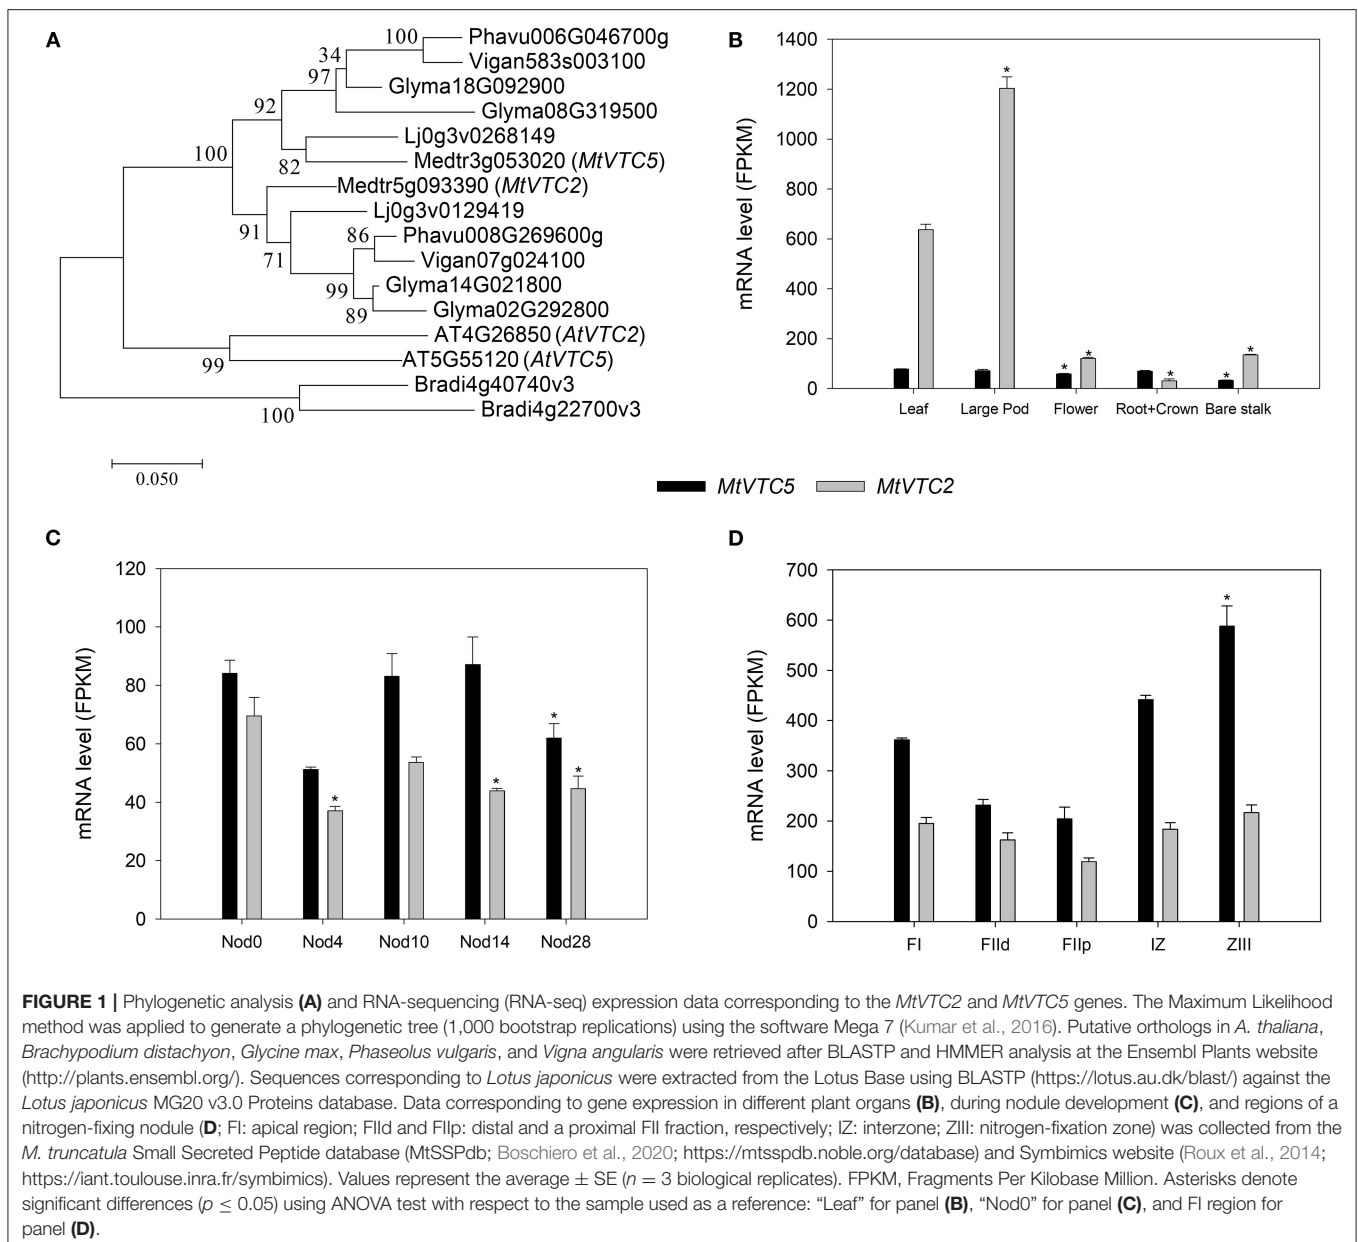 A
100
Phavu006G046700g
34
Vigan583s003100
97
Glyma18G092900
92
Glyma08G319500
Lj0g3v0268149
100
82
Medtr3g053020 (MtVTC5)
Medtr5g093390 (MtVTC2)
Lj0g3v0129419
91
86
Phavu008G269600g
71
Vigan07g024100
99
Glyma14G021800
89
Glyma02G292800
AT4G26850 (AtVTC2)
99
AT5G55120 (AtVTC5)
Bradi4g40740v3
100
Bradi4g22700v3
0.050
B
mRNA level (FPKM)
1400
1200
1000
800
600
400
200
0
*
* *
*
* *
Leaf Large Pod Flower Root+Crown Bare stalk
MtVTC5 MtVTC2
C
mRNA level (FPKM)
120
100
80
60
40
20
0
*
*
* *
Nod0 Nod4 Nod10 Nod14 Nod28
D
mRNA level (FPKM)
700
600
500
400
300
200
100
0
*
FI FIId FIIp IZ ZIII
FIGURE 1 | Phylogenetic analysis (A) and RNA-sequencing (RNA-seq) expression data corresponding to the MtVTC2 and MtVTC5 genes. The Maximum Likelihood
method was applied to generate a phylogenetic tree (1,000 bootstrap replications) using the software Mega 7 (Kumar et al., 2016). Putative orthologs in A. thaliana,
Brachypodium distachyon, Glycine max, Phaseolus vulgaris, and Vigna angularis were retrieved after BLASTP and HMMER analysis at the Ensembl Plants website
(http://plants.ensembl.org/). Sequences corresponding to Lotus japonicus were extracted from the Lotus Base using BLASTP (https://lotus.au.dk/blast/) against the
Lotus japonicus MG20 v3.0 Proteins database. Data corresponding to gene expression in different plant organs (B), during nodule development (C), and regions of a
nitrogen-fixing nodule (D; FI: apical region; FIId and FIIp: distal and a proximal FII fraction, respectively; IZ: interzone; ZIII: nitrogen-fixation zone) was collected from the
M. truncatula Small Secreted Peptide database (MtSSPdb; Boschiero et al., 2020; https://mtsspdb.noble.org/database) and Symbimics website (Roux et al., 2014;
https://iant.toulouse.inra.fr/symbimics). Values represent the average ± SE (n = 3 biological replicates). FPKM, Fragments Per Kilobase Million. Asterisks denote
significant differences (p ≤ 0.05) using ANOVA test with respect to the sample used as a reference: “Leaf” for panel (B), “Nod0” for panel (C), and FI region for
panel (D).